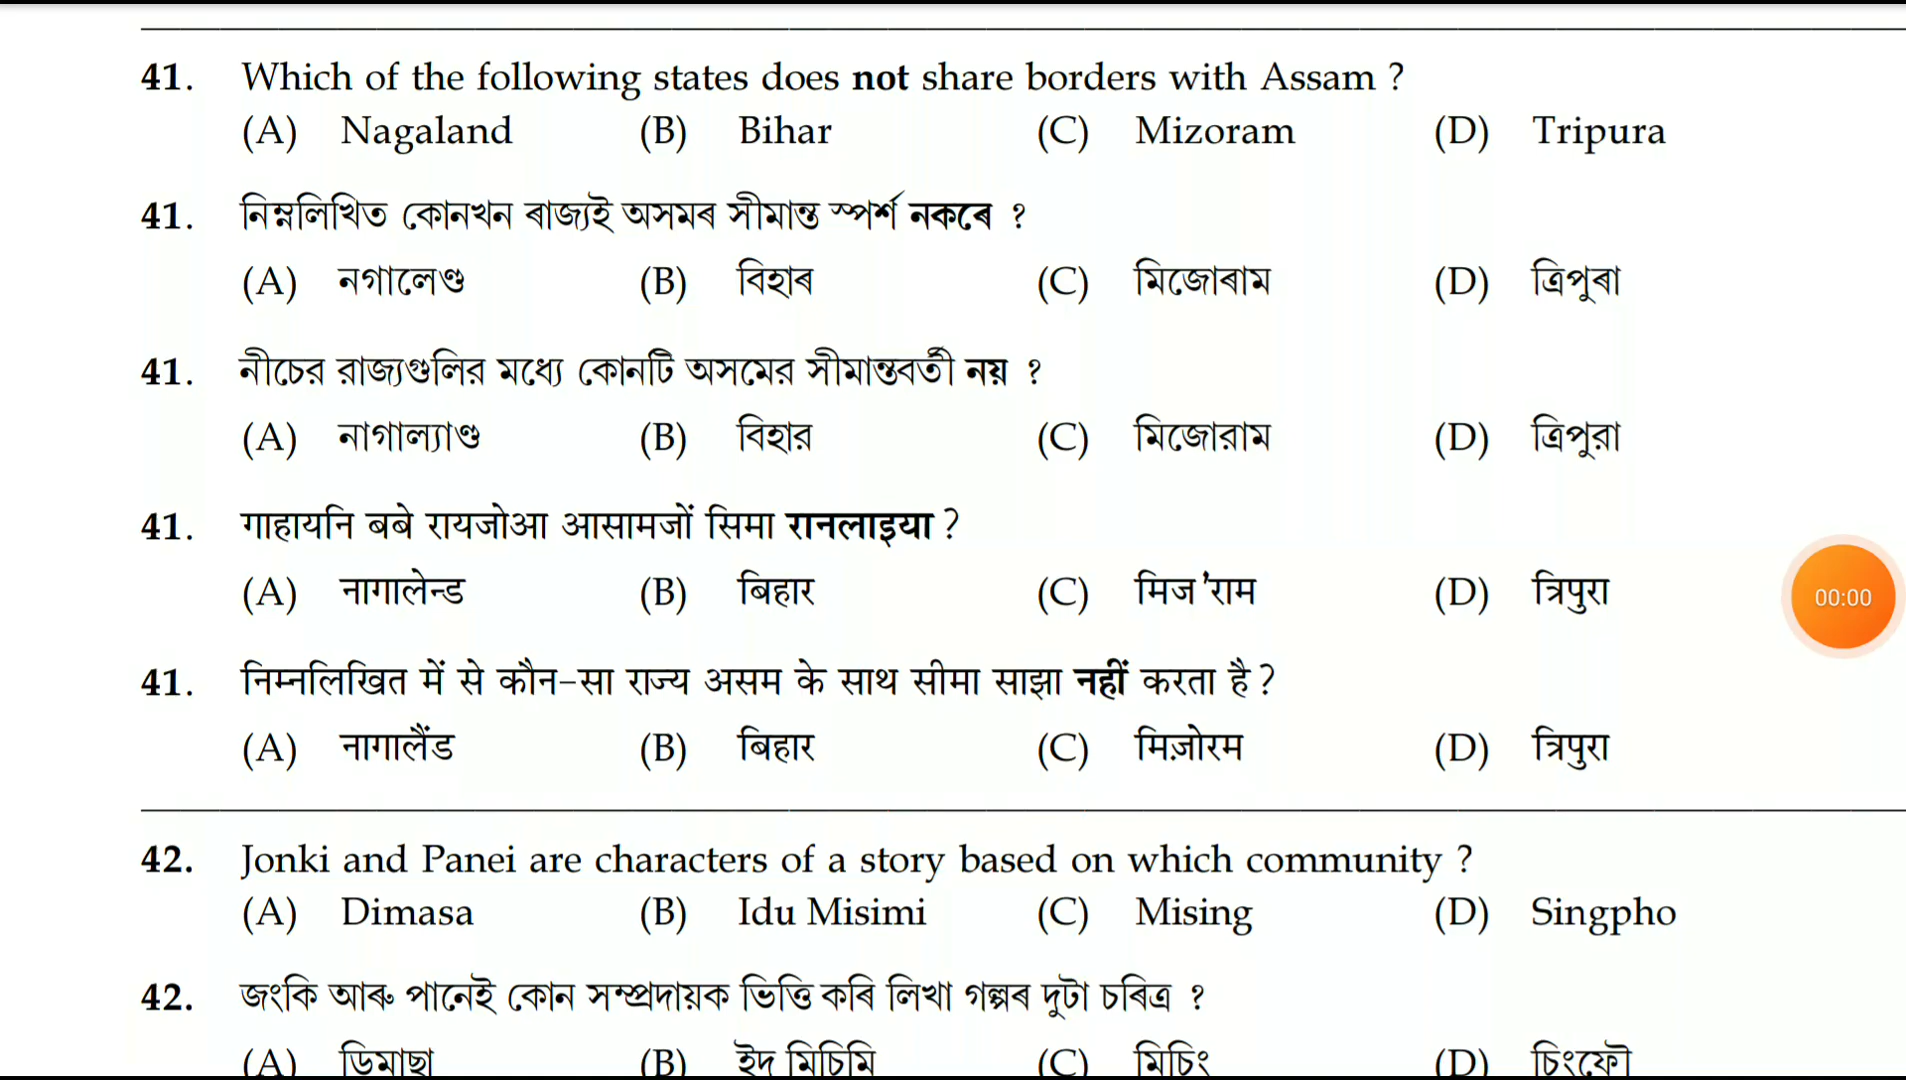 41. Which of the following states does not share borders with Assam ?
(A) Nagaland (B) Bihar (C) Mizoram (D) Tripura
41. নিম্নলিখিত কোনখন ৰাজ্যই অসমৰ সীমান্ত স্পৰ্শ নকৰে ?
(A) নগালেণ্ড (B) বিহাৰ (C) মিজোৰাম (D) ত্ৰিপুৰা
41. নীচের রাজ্যগুলির মধ্যে কোনটি অসমের সীমান্তবর্তী নয় ?
(A) নাগাল্যাণ্ড (B) বিহার (C) মিজোরাম (D) ত্রিপুরা
41. गाहायनि बबे रायजोआ आसामजों सिमा रानलाइया ?
(A) नागालेन्ड (B) बिहार (C) मिज'राम (D) त्रिपुरा
00:00
41. निम्नलिखित में से कौन-सा राज्य असम के साथ सीमा साझा नहीं करता है ?
(A) नागालैंड (B) बिहार (C) मिज़ोरम (D) त्रिपुरा
42. Jonki and Panei are characters of a story based on which community ?
(A) Dimasa (B) Idu Misimi (C) Mising (D) Singpho
42. জংকি আৰু পানেই কোন সম্প্ৰদায়ক ভিত্তি কৰি লিখা গল্পৰ দুটা চৰিত্ৰ ?
(A) ডিমাছা (B) ইদু মিচিমি (C) মিচিং (D) চিংফৌ